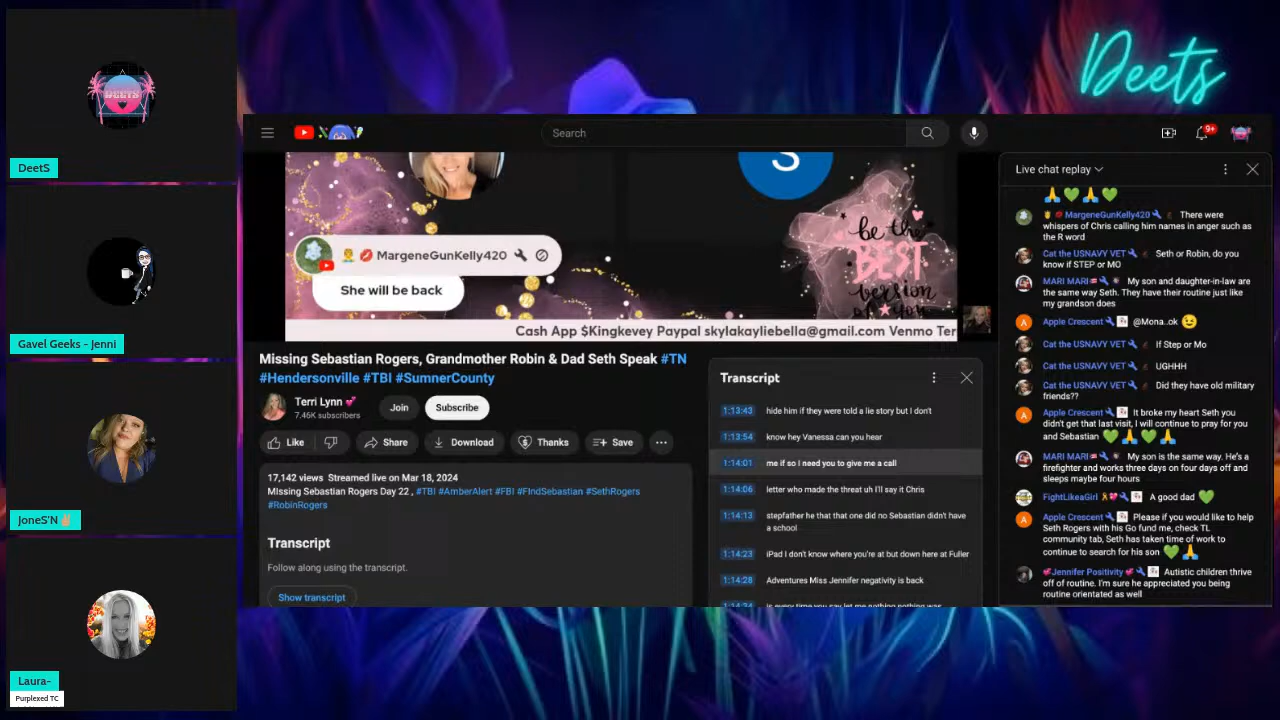 DEETS
DeetS
Gavel Geeks - Jenni
JoneS'N ✌🏼
Laura-
Purplexed TC
Deets
Search
9+
S
MargeneGunKelly420
She will be back
be the
BEST
version
of you
Cash App $Kingkevey Paypal skylakayliebella@gmail.com Venmo Ter
Missing Sebastian Rogers, Grandmother Robin & Dad Seth Speak #TN
#Hendersonville #TBI #SumnerCounty
Terri Lynn 💕
7.46K subscribers
Join
Subscribe
Like
Share
Download
Thanks
Save
17,142 views Streamed live on Mar 18, 2024
MIssing Sebastian Rogers Day 22 , #TBI #AmberAlert #FBI #FIndSebastian #SethRogers
#RobinRogers
Transcript
Follow along using the transcript.
Show transcript
Transcript
1:13:43 hide him if they were told a lie story but I don't
1:13:54 know hey Vanessa can you hear
1:14:01 me if so I need you to give me a call
1:14:06 letter who made the threat uh I'll say it Chris
1:14:13 stepfather he that that one did no Sebastian didn't have
a school
1:14:23 iPad I don't know where you're at but down here at Fuller
1:14:28 Adventures Miss Jennifer negativity is back
1:14:34 is every time you say let me nothing nothing was
Live chat replay
🙏💚🙏💚
MargeneGunKelly420 There were
whispers of Chris calling him names in anger such as
the R word
Cat the USNAVY VET Seth or Robin, do you
know if STEP or MO
MARI MARI My son and daughter-in-law are
the same way Seth. They have their routine just like
my grandson does
A Apple Crescent @Mona..ok 😉
Cat the USNAVY VET If Step or Mo
Cat the USNAVY VET UGHHH
Cat the USNAVY VET Did they have old military
friends??
A Apple Crescent It broke my heart Seth you
didn't get that last visit, I will continue to pray for you
and Sebastian 💚🙏💚🙏
MARI MARI My son is the same way. He's a
firefighter and works three days on four days off and
sleeps maybe four hours
FightLikeaGirl A good dad 💚
A Apple Crescent Please if you would like to help
Seth Rogers with his Go fund me, check TL
community tab, Seth has taken time of work to
continue to search for his son 💚🙏
Jennifer Positivity Autistic children thrive
off of routine. I'm sure he appreciated you being
routine orientated as well